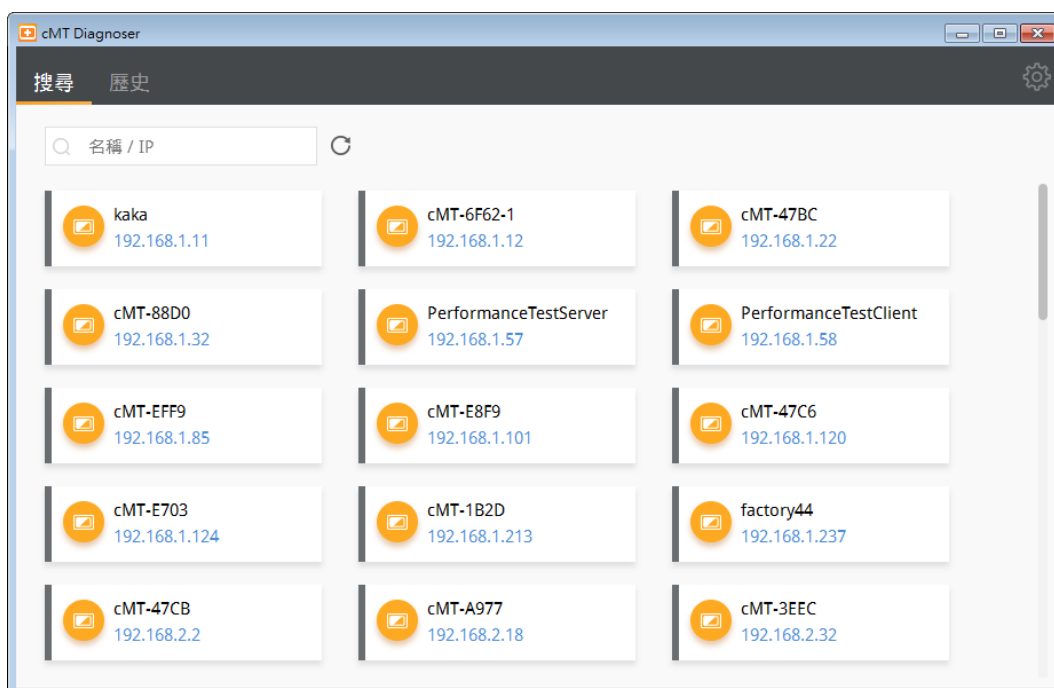 cMT Diagnoser
搜尋 歷史
名稱 / IP
kaka
192.168.1.11
cMT-6F62-1
192.168.1.12
cMT-47BC
192.168.1.22
cMT-88D0
192.168.1.32
PerformanceTestServer
192.168.1.57
PerformanceTestClient
192.168.1.58
cMT-EFF9
192.168.1.85
cMT-E8F9
192.168.1.101
cMT-47C6
192.168.1.120
cMT-E703
192.168.1.124
cMT-1B2D
192.168.1.213
factory44
192.168.1.237
cMT-47CB
192.168.2.2
cMT-A977
192.168.2.18
cMT-3EEC
192.168.2.32